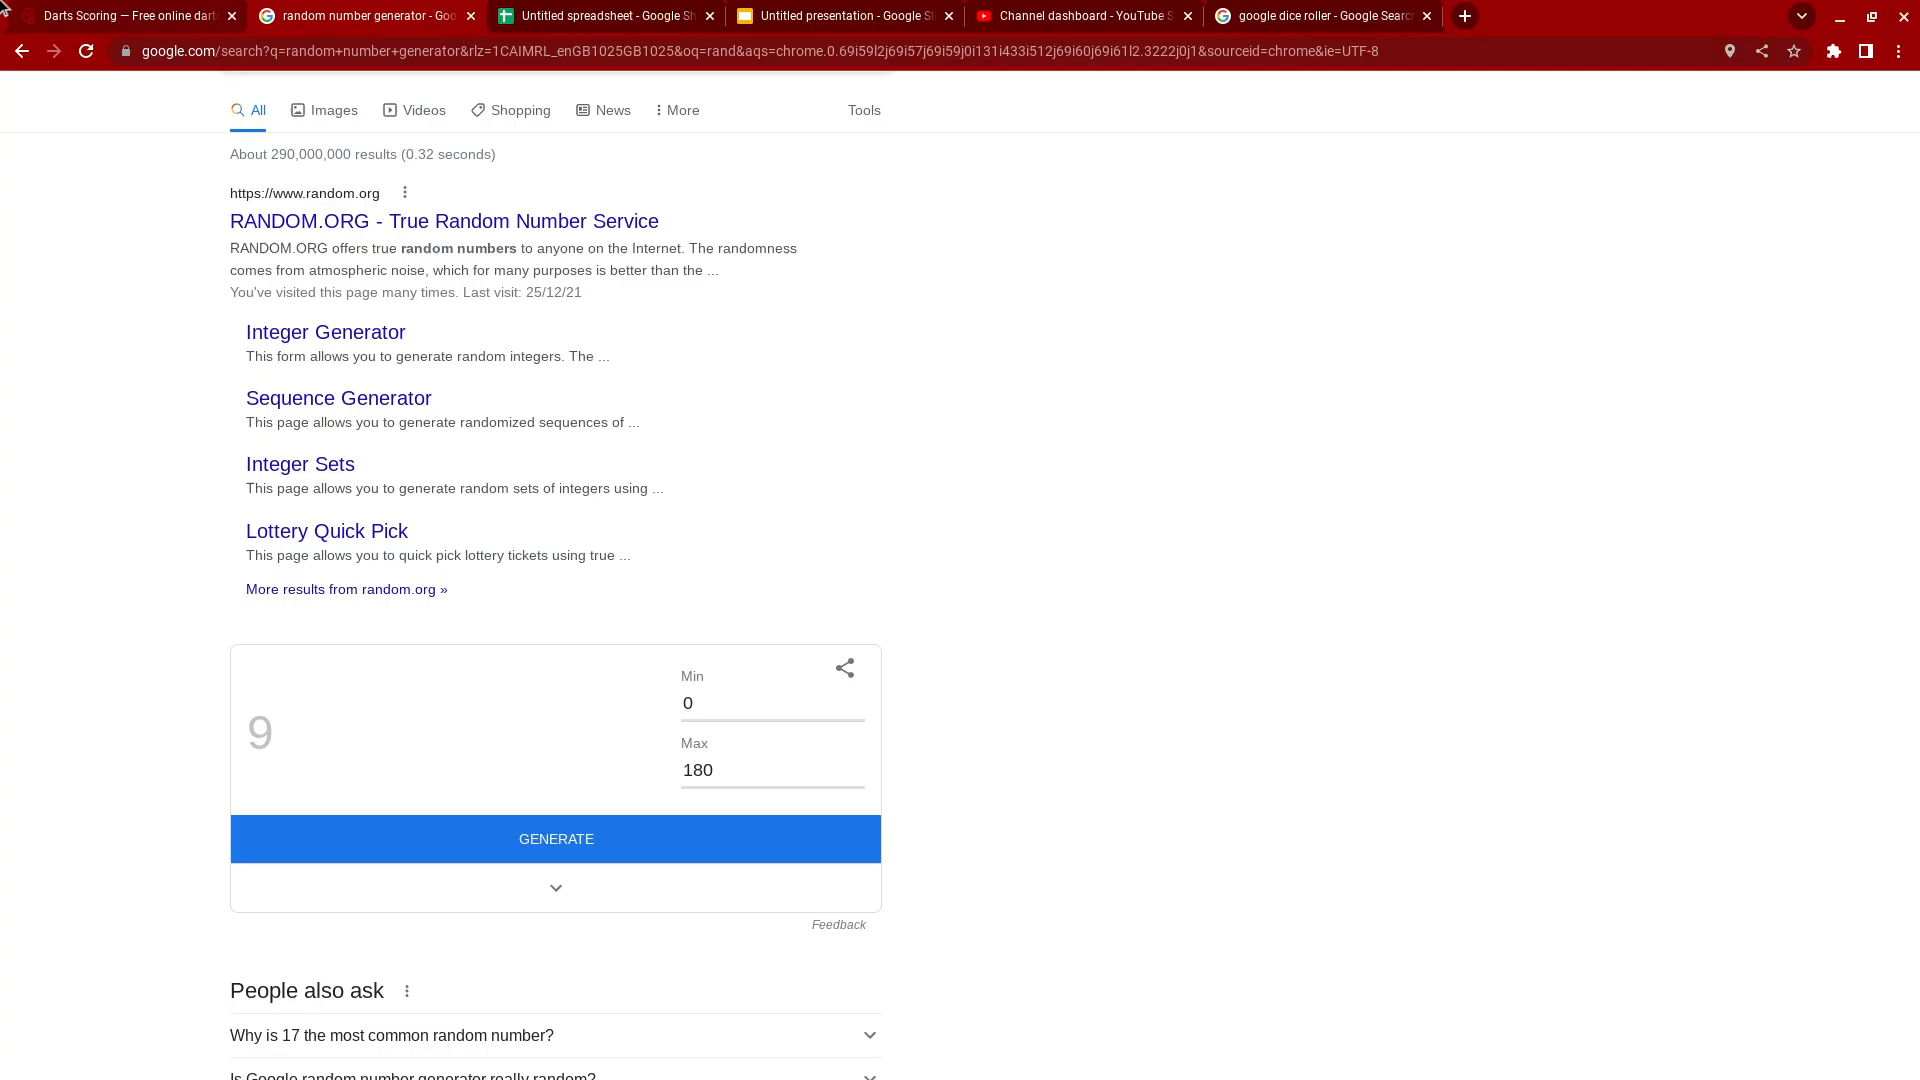 Darts Scoring — Free online dart
random number generator - Goo
Untitled spreadsheet - Google Sh
Untitled presentation - Google Sli
Channel dashboard - YouTube S
google dice roller - Google Search
google.com/search?q=random+number+generator&rlz=1CAIMRL_enGB1025GB1025&oq=rand&aqs=chrome.0.69i59l2j69i57j69i59j0i131i433i512j69i60j69i61l2.3222j0j1&sourceid=chrome&ie=UTF-8
All
Images
Videos
Shopping
News
More
Tools
About 290,000,000 results (0.32 seconds)
https://www.random.org
RANDOM.ORG - True Random Number Service
RANDOM.ORG offers true random numbers to anyone on the Internet. The randomness
comes from atmospheric noise, which for many purposes is better than the ...
You've visited this page many times. Last visit: 25/12/21
Integer Generator
This form allows you to generate random integers. The ...
Sequence Generator
This page allows you to generate randomized sequences of ...
Integer Sets
This page allows you to generate random sets of integers using ...
Lottery Quick Pick
This page allows you to quick pick lottery tickets using true ...
More results from random.org »
Min
0
9
Max
180
GENERATE
Feedback
People also ask
Why is 17 the most common random number?
Is Google random number generator really random?